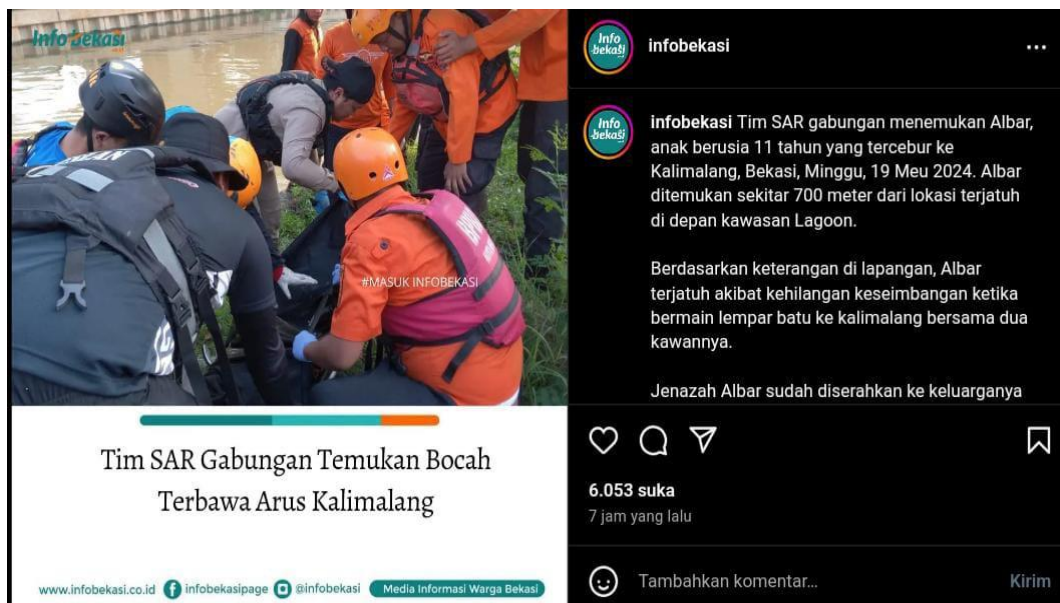 Info bekasi
#MASUK INFOBEKASI
Tim SAR Gabungan Temukan Bocah
Terbawa Arus Kalimalang
www.infobekasi.co.id infobekasipage @infobekasi Media Informasi Warga Bekasi
Info bekasi
infobekasi
Info bekasi
infobekasi Tim SAR gabungan menemukan Albar,
anak berusia 11 tahun yang tercebur ke
Kalimalang, Bekasi, Minggu, 19 Meu 2024. Albar
ditemukan sekitar 700 meter dari lokasi terjatuh
di depan kawasan Lagoon.
Berdasarkan keterangan di lapangan, Albar
terjatuh akibat kehilangan keseimbangan ketika
bermain lempar batu ke kalimalang bersama dua
kawannya.
Jenazah Albar sudah diserahkan ke keluarganya
6.053 suka
7 jam yang lalu
Tambahkan komentar...
Kirim